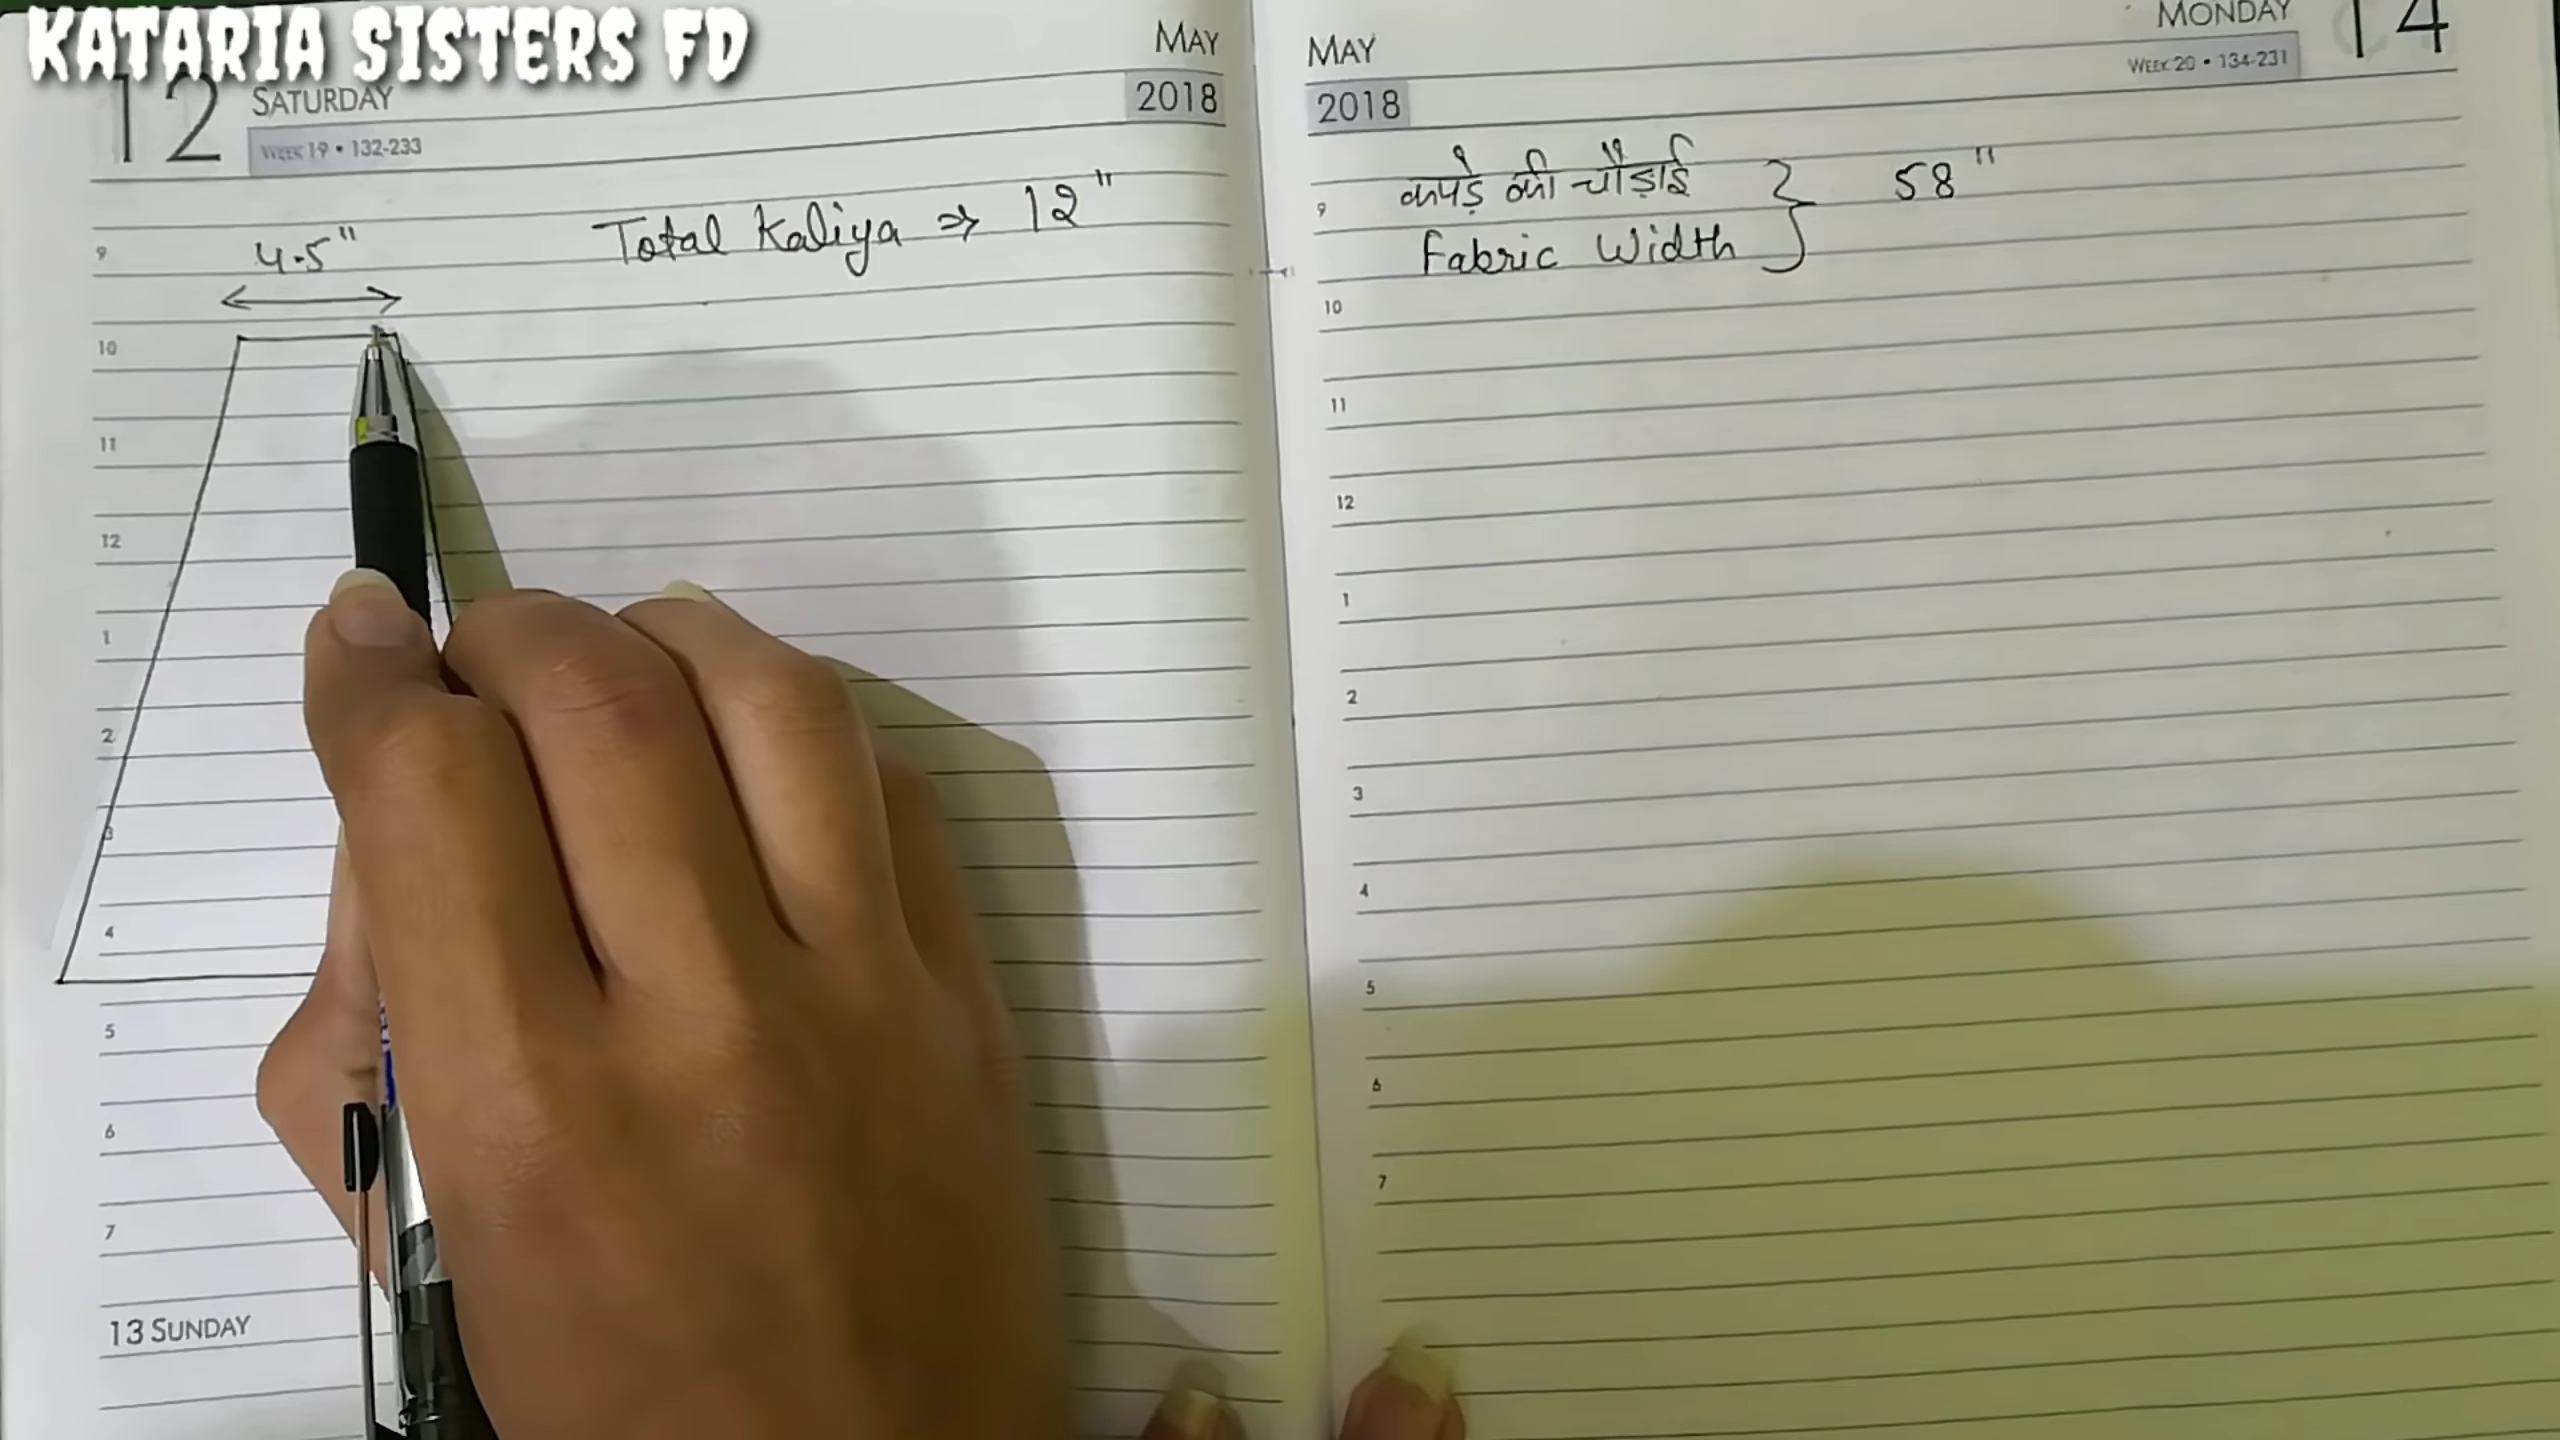 KATARIA SISTERS FD
12 SATURDAY
WEEK 19 • 132-233
MAY
2018
4.5"
Total Kaliya ⇒ 12"
9
10
11
12
1
2
3
4
5
6
7
13 SUNDAY
MAY
2018
MONDAY 14
WEEK 20 • 134-231
कपड़े की चौड़ाई } 58"
Fabric Width
9
10
11
12
1
2
3
4
5
6
7